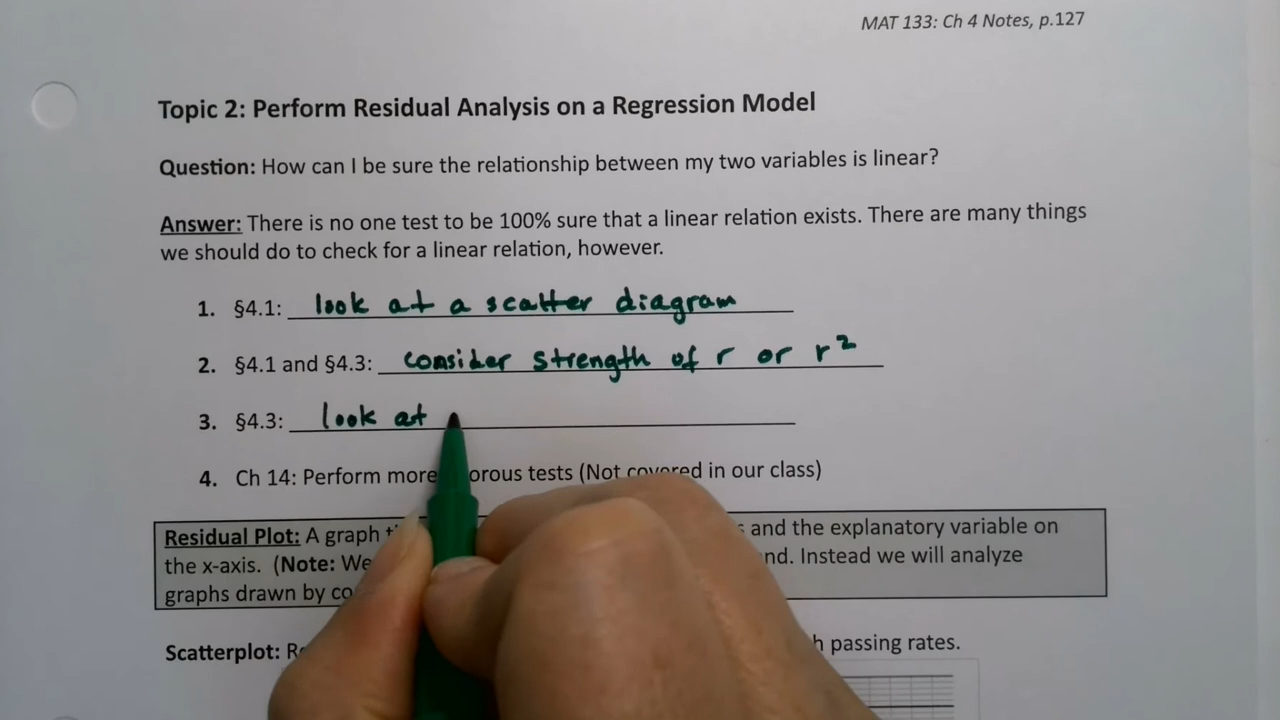 MAT 133: Ch 4 Notes, p.127
Topic 2: Perform Residual Analysis on a Regression Model
Question: How can I be sure the relationship between my two variables is linear?
Answer: There is no one test to be 100% sure that a linear relation exists. There are many things
we should do to check for a linear relation, however.
1. §4.1: look at a scatter diagram
2. §4.1 and §4.3: consider strength of r or r²
3. §4.3: look at
4. Ch 14: Perform more orous tests (Not covered in our class)
Residual Plot: A graph and the explanatory variable on
the x-axis. (Note: We Instead we will analyze
graphs drawn by
Scatterplot: passing rates.